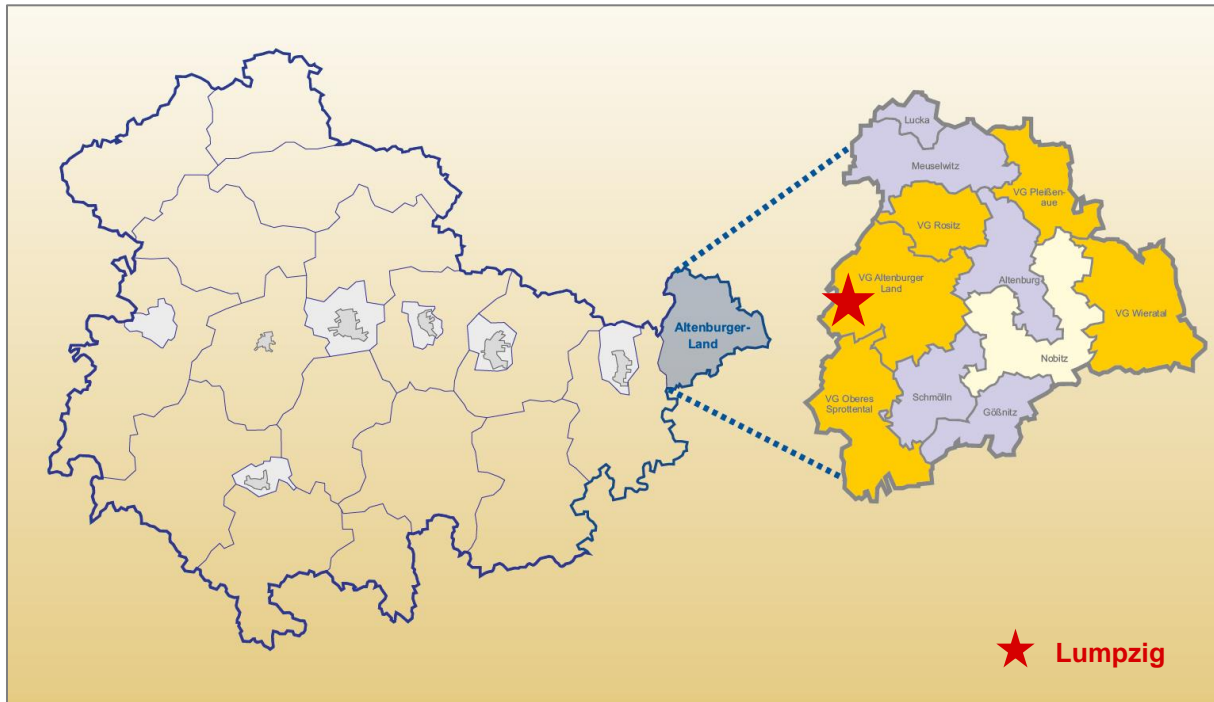 Altenburger-
Land
Lucka
Meuselwitz
VG Pleißen-
aue
VG Rositz
VG Altenburger
Land
Altenburg
VG Wieratal
Nobitz
VG Oberes
Sprottental
Schmölln
Gößnitz
Lumpzig